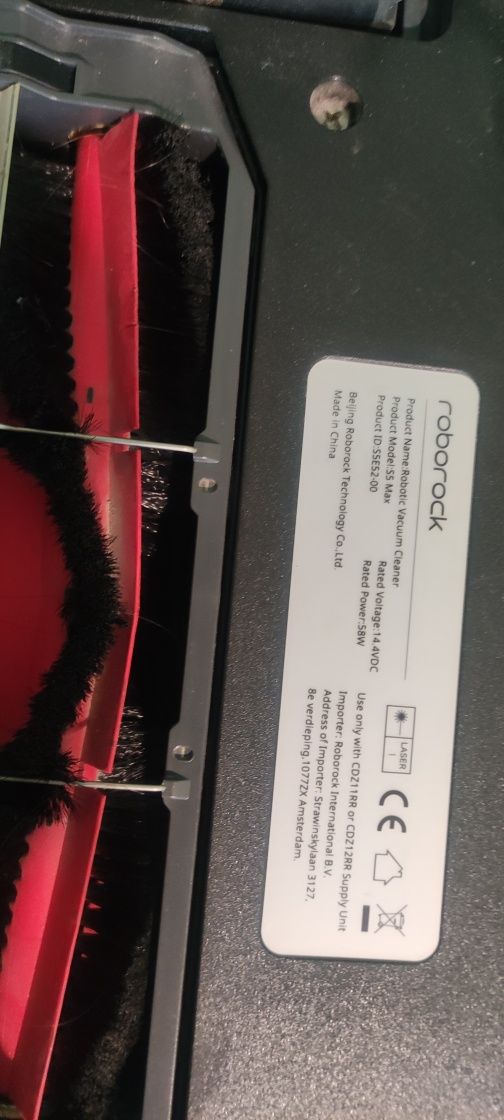 roborock
Product Name:Robotic Vacuum Cleaner
Product Model:S5 Max
Rated Voltage:14.4VDC
Product ID:S5E52-00
Rated Power:58W
Beijing Roborock Technology Co.,Ltd.
Made in China
LASER
1
CE
Use only with CDZ11RR or CDZ12RR Supply Unit
Importer: Roborock International B.V.
Address of Importer: Strawinskylaan 3127,
8e verdieping,1077ZX Amsterdam.